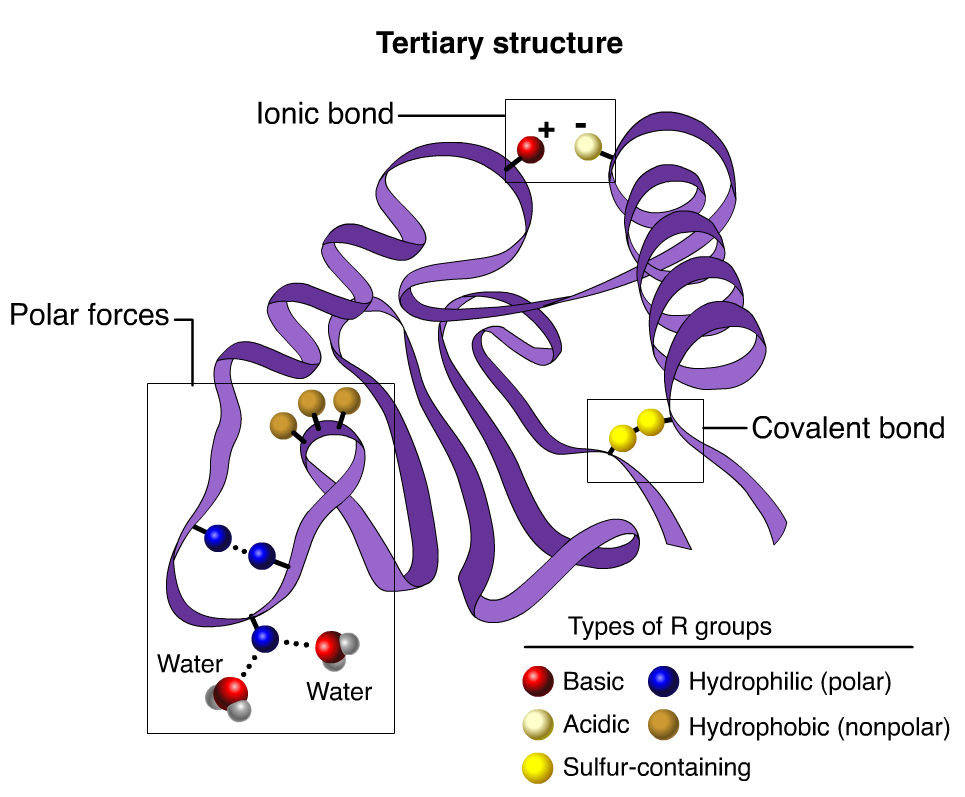 Tertiary structure
Ionic bond
+ -
Polar forces
Covalent bond
Water
Water
Types of R groups
Basic
Hydrophilic (polar)
Acidic
Hydrophobic (nonpolar)
Sulfur-containing